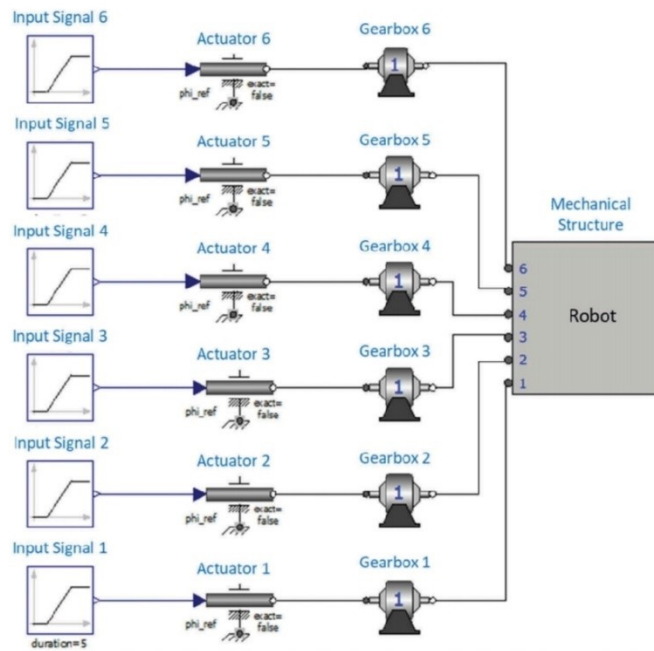 Input Signal 6
Actuator 6
Gearbox 6
1
phi_ref
exact=
false
Input Signal 5
Actuator 5
Gearbox 5
1
phi_ref
exact=
false
Mechanical
Structure
Input Signal 4
Actuator 4
Gearbox 4
1
phi_ref
exact=
false
6
5
4
3
2
1
Robot
Input Signal 3
Actuator 3
Gearbox 3
1
phi_ref
exact=
false
Input Signal 2
Actuator 2
Gearbox 2
1
phi_ref
exact=
false
Input Signal 1
Actuator 1
Gearbox 1
1
phi_ref
exact=
false
duration=5